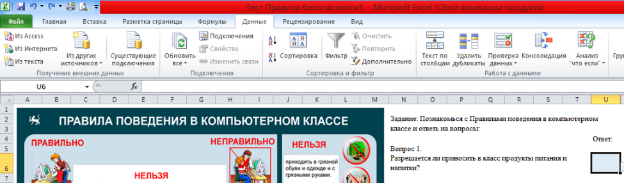 Тест Правила безопасности1 - Microsoft Excel (Сбой активации продукта)
Файл Главная Вставка Разметка страницы Формулы Данные Рецензирование Вид
Из Access
Из Интернета
Из текста
Из других источников
Существующие подключения
Получение внешних данных
Обновить все
Подключения
Свойства
Изменить связи
Подключения
Сортировка
Фильтр
Очистить
Повторить
Дополнительно
Сортировка и фильтр
Текст по столбцам
Удалить дубликаты
Проверка данных
Консолидация
Анализ "что если"
Работа с данными
U6
fx
A B C D E F G H I J K L M N O P Q R S T U
1
2
3
4
5
6
7
ПРАВИЛА ПОВЕДЕНИЯ В КОМПЬЮТЕРНОМ КЛАССЕ
ПРАВИЛЬНО
НЕПРАВИЛЬНО
НЕЛЬЗЯ
НЕЛЬЗЯ
приходить в грязной
обуви и одежде и с
грязными руками.
Задание: Познакомься с Правилами поведения в компьютерном
классе и ответь на вопросы:
Ответ:
Вопрос 1.
Разрешается ли приносить в класс продукты питания и
напитки?